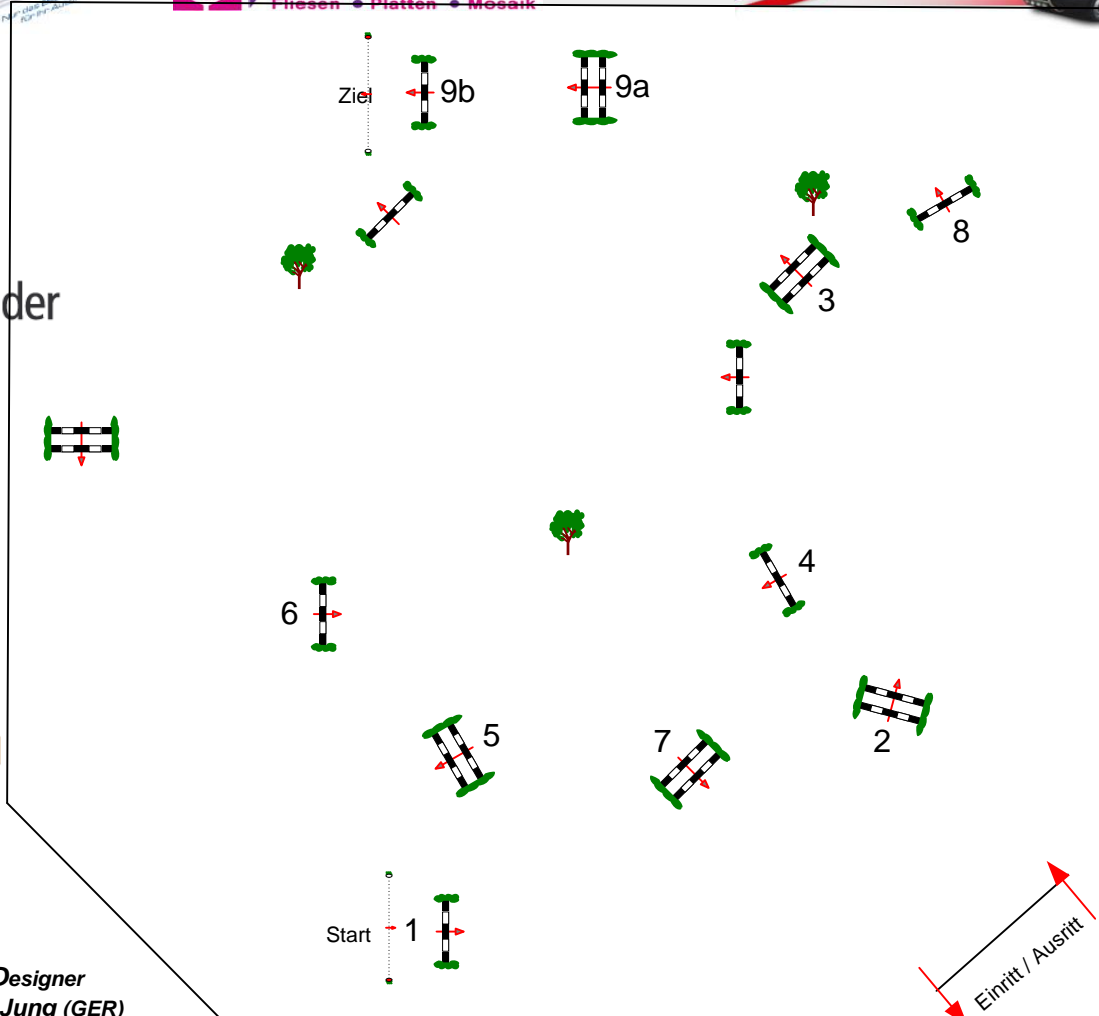 Fliesen • Platten • Mosaik
Ziel
9b
9a
8
3
der
4
6
5
7
2
Start
1
Einritt / Ausritt
Designer
Jung (GER)